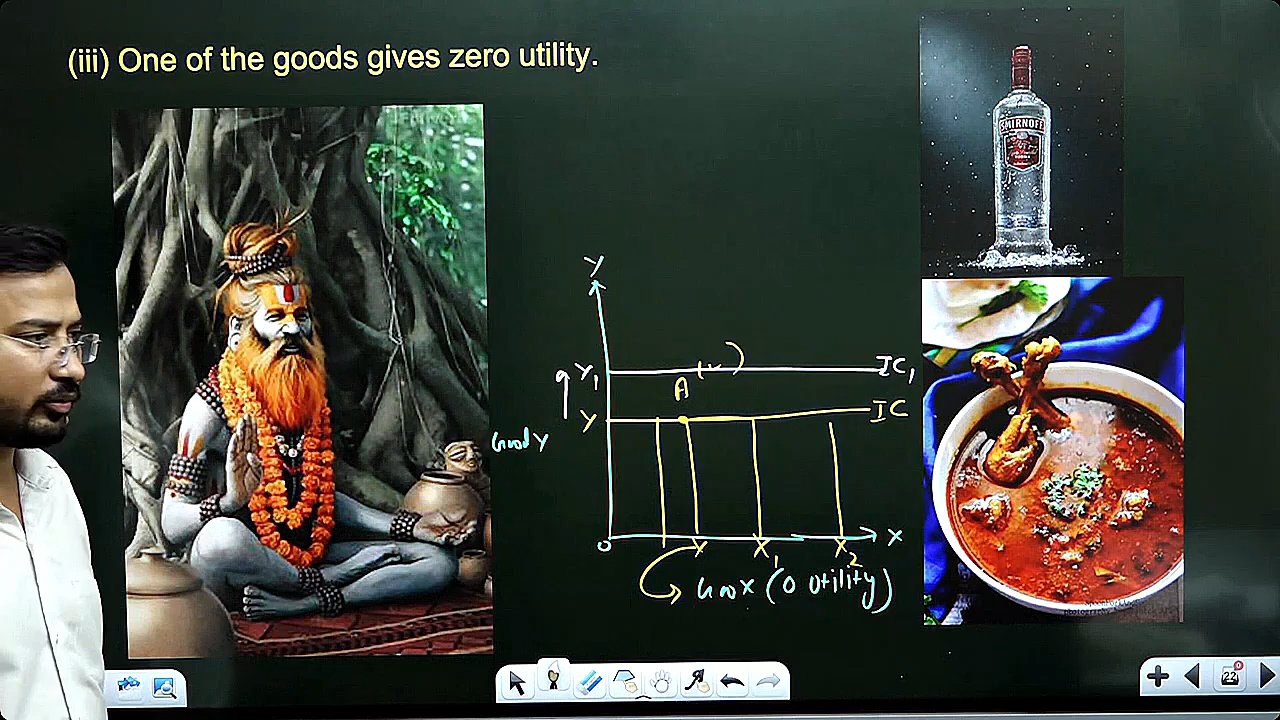 (iii) One of the goods gives zero utility.
SMIRNOFF
Y
Y₁
IC₁
A
Y
IC
Good Y
0
X
X₁
X₂
X
Good X (0 utility)
22